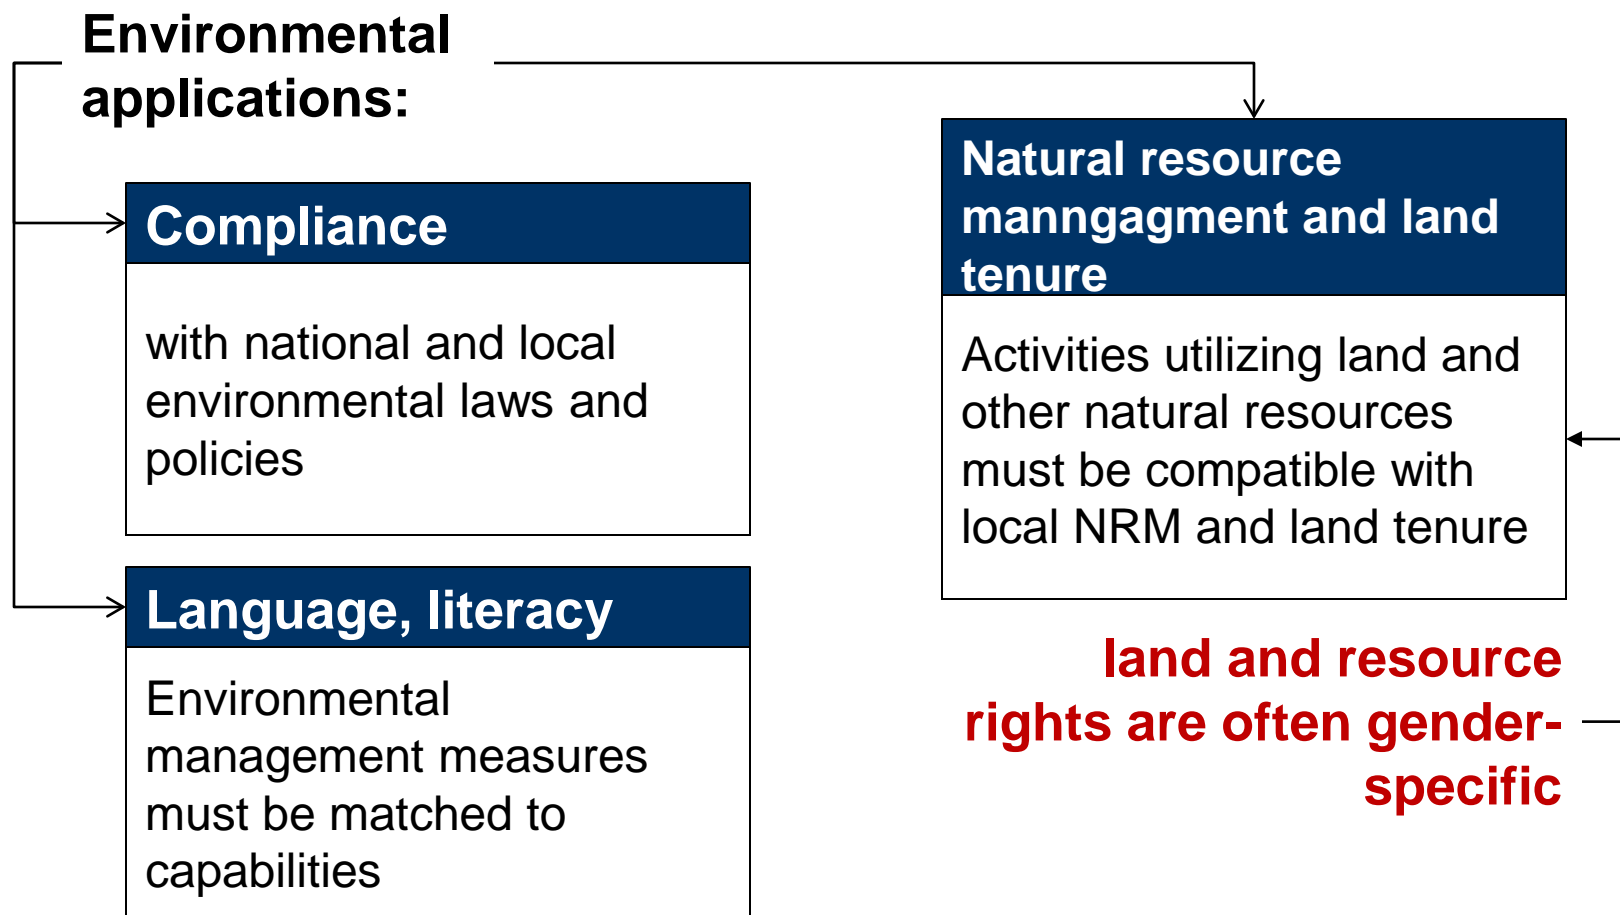 Environmental
applications:
Compliance
with national and local
environmental laws and
policies
Language, literacy
Environmental
management measures
must be matched to
capabilities
Natural resource
manngagment and land
tenure
Activities utilizing land and
other natural resources
must be compatible with
local NRM and land tenure
land and resource
rights are often gender-
specific